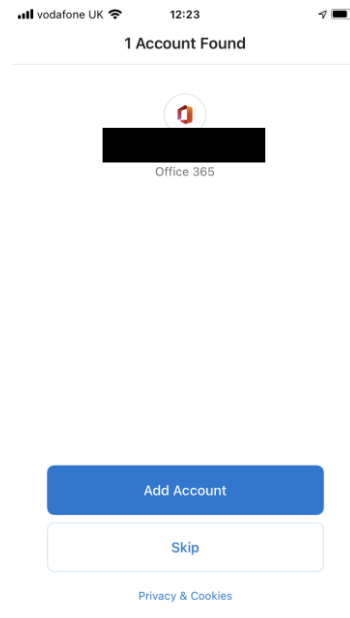 vodafone UK 12:23
1 Account Found
Office 365
Add Account
Skip
Privacy & Cookies